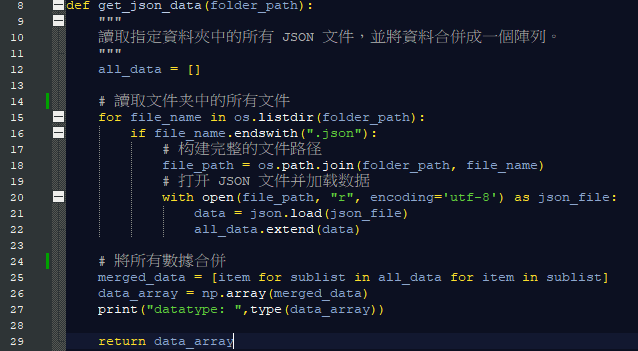 8 def get_json_data(folder_path):
9     """
10     讀取指定資料夾中的所有 JSON 文件，並將資料合併成一個陣列。
11     """
12     all_data = []
13
14     # 讀取文件夹中的所有文件
15     for file_name in os.listdir(folder_path):
16         if file_name.endswith(".json"):
17             # 构建完整的文件路径
18             file_path = os.path.join(folder_path, file_name)
19             # 打开 JSON 文件并加载数据
20             with open(file_path, "r", encoding='utf-8') as json_file:
21                 data = json.load(json_file)
22                 all_data.extend(data)
23
24     # 將所有數據合併
25     merged_data = [item for sublist in all_data for item in sublist]
26     data_array = np.array(merged_data)
27     print("datatype: ",type(data_array))
28
29     return data_array